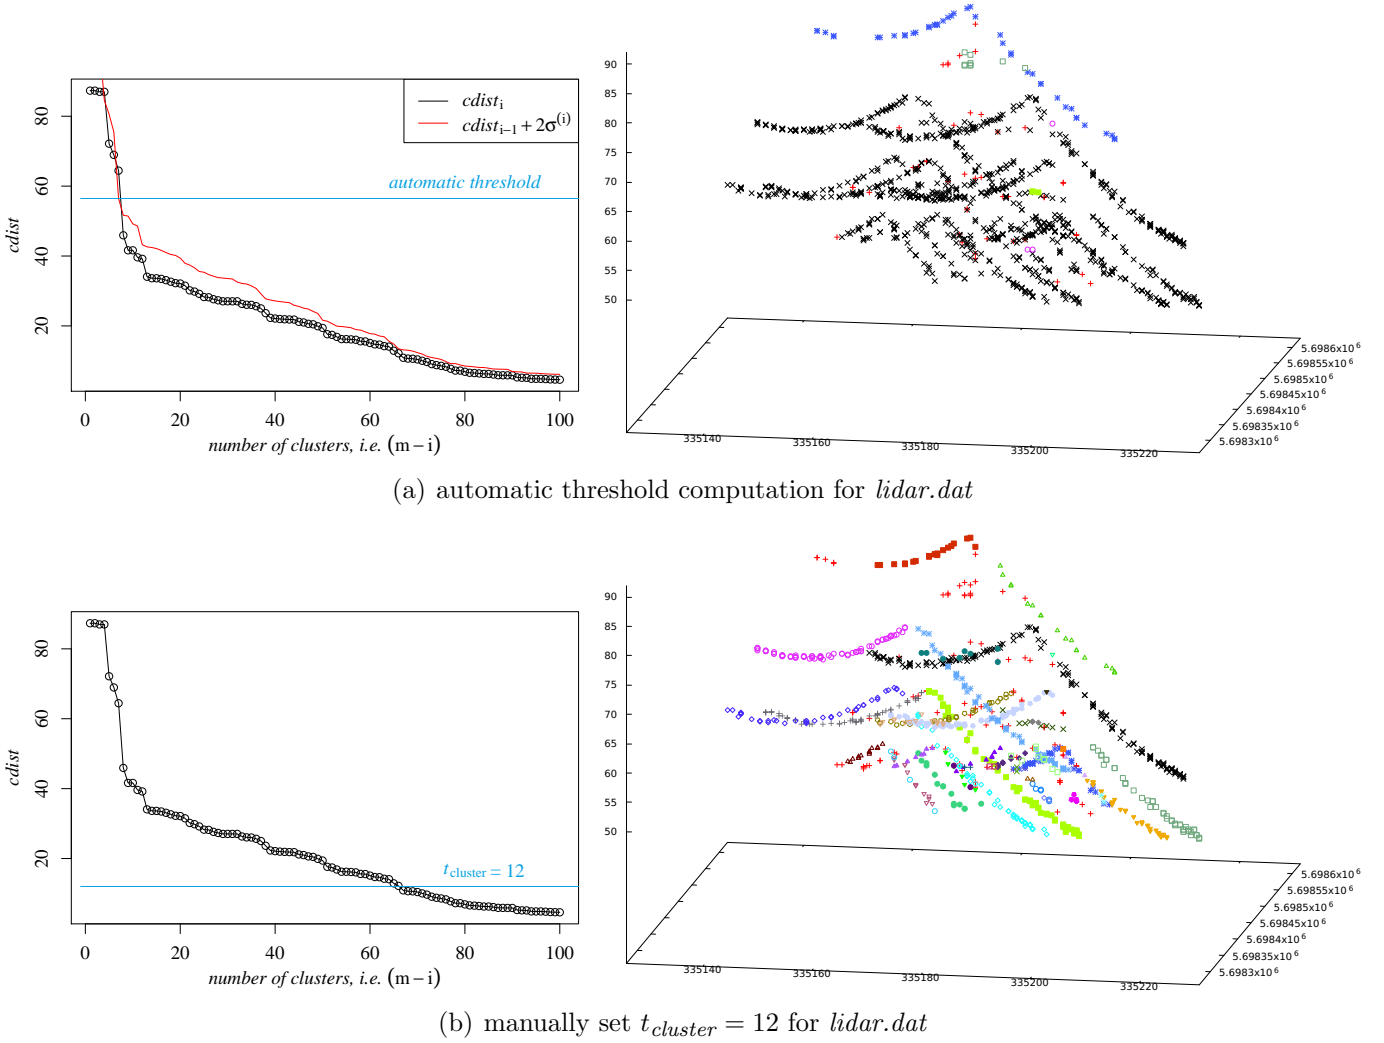 cdist_i
cdist_{i−1} + 2σ^{(i)}
automatic threshold
cdist
80
60
40
20
0 20 40 60 80 100
number of clusters, i.e. (m − i)
90
85
80
75
70
65
60
55
50
5.6986x10^6
5.69855x10^6
5.6985x10^6
5.69845x10^6
5.6984x10^6
5.69835x10^6
5.6983x10^6
335140 335160 335180 335200 335220
(a) automatic threshold computation for lidar.dat
cdist
80
60
40
20
t_cluster = 12
0 20 40 60 80 100
number of clusters, i.e. (m − i)
90
85
80
75
70
65
60
55
50
5.6986x10^6
5.69855x10^6
5.6985x10^6
5.69845x10^6
5.6984x10^6
5.69835x10^6
5.6983x10^6
335140 335160 335180 335200 335220
(b) manually set t_cluster = 12 for lidar.dat